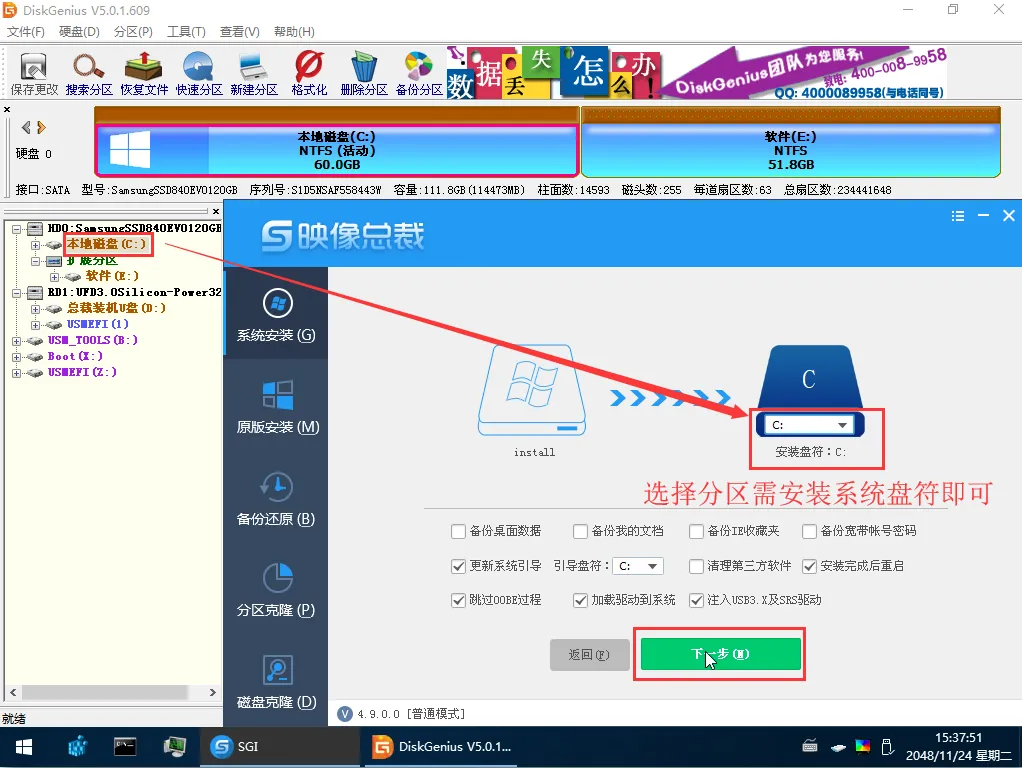 DiskGenius V5.0.1.609
文件(F) 硬盘(D) 分区(P) 工具(T) 查看(V) 帮助(H)
保存更改 搜索分区 恢复文件 快速分区 新建分区 格式化 删除分区 备份分区
数据丢失怎么办!
DiskGenius团队为您服务!
致电: 400-008-9958
QQ: 4000089958(与电话同号)
硬盘 0
本地磁盘(C:)
NTFS (活动)
60.0GB
软件(E:)
NTFS
51.8GB
接口:SATA 型号:SamsungSSD840EVO120GB 序列号:S1D5NSAF558443W 容量:111.8GB(114473MB) 柱面数:14593 磁头数:255 每道扇区数:63 总扇区数:234441648
HD0:SamsungSSD840EVO120GB
本地磁盘(C:)
扩展分区
软件(E:)
RD1:UFD3.0Silicon-Power32
总裁装机U盘(D:)
USMEFI(1)
USM_TOOLS(B:)
Boot(X:)
USMEFI(Z:)
就绪
映像总裁
系统安装 (G)
原版安装 (M)
备份还原 (B)
分区克隆 (P)
磁盘克隆 (D)
install
C
C:
安装盘符：C:
选择分区需安装系统盘符即可
备份桌面数据 备份我的文档 备份IE收藏夹 备份宽带帐号密码
更新系统引导 引导盘符： C: 清理第三方软件 安装完成后重启
跳过OOBE过程 加载驱动到系统 注入USB3.X及SRS驱动
返回(F) 下一步(N)
V 4.9.0.0 [普通模式]
SGI
DiskGenius V5.0.1...
15:37:51
2048/11/24 星期二